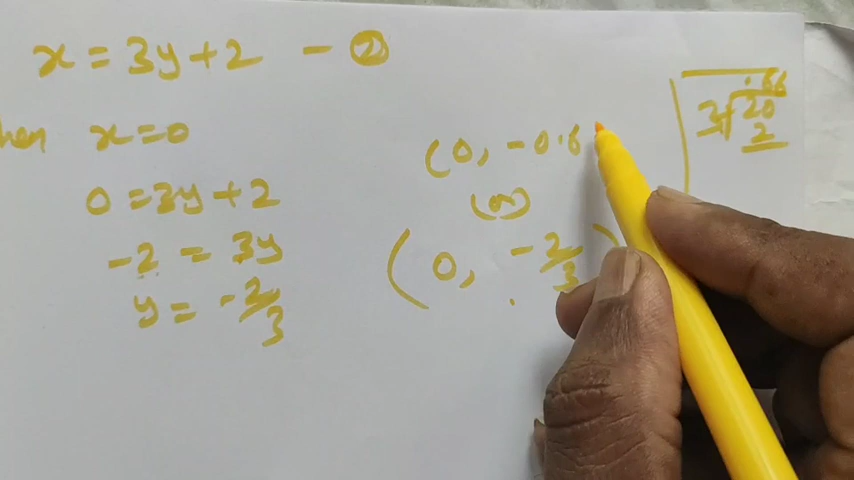 x = 3y + 2 - ②
hen x = 0
0 = 3y + 2
-2 = 3y
y = -2/3
(0, -0.6
(or)
(0, -2/3)
.66
3√20
2